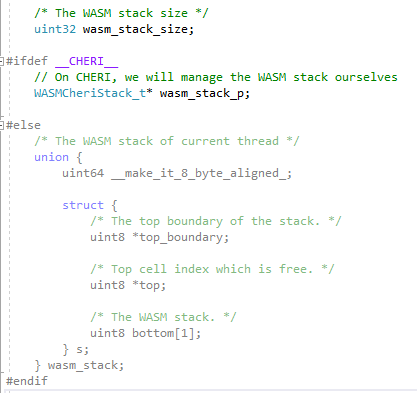 /* The WASM stack size */
uint32 wasm_stack_size;
#ifdef __CHERI__
// On CHERI, we will manage the WASM stack ourselves
WASMCheriStack_t* wasm_stack_p;
#else
/* The WASM stack of current thread */
union {
uint64 __make_it_8_byte_aligned_;
struct {
/* The top boundary of the stack. */
uint8 *top_boundary;
/* Top cell index which is free. */
uint8 *top;
/* The WASM stack. */
uint8 bottom[1];
} s;
} wasm_stack;
#endif